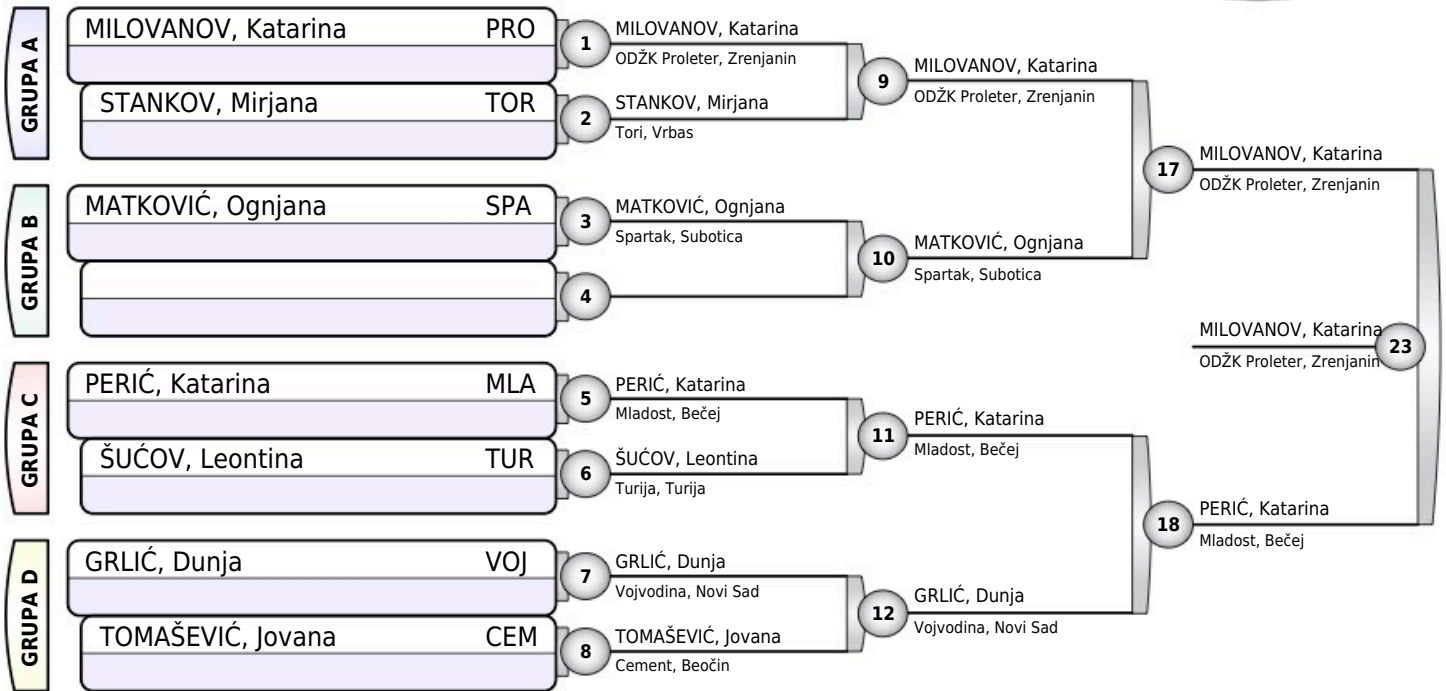 GRUPA A
MILOVANOV, Katarina PRO
STANKOV, Mirjana TOR
1
MILOVANOV, Katarina
ODŽK Proleter, Zrenjanin
2
STANKOV, Mirjana
Tori, Vrbas
9
MILOVANOV, Katarina
ODŽK Proleter, Zrenjanin
GRUPA B
MATKOVIĆ, Ognjana SPA
3
MATKOVIĆ, Ognjana
Spartak, Subotica
4
10
MATKOVIĆ, Ognjana
Spartak, Subotica
17
MILOVANOV, Katarina
ODŽK Proleter, Zrenjanin
GRUPA C
PERIĆ, Katarina MLA
ŠUĆOV, Leontina TUR
5
PERIĆ, Katarina
Mladost, Bečej
6
ŠUĆOV, Leontina
Turija, Turija
11
PERIĆ, Katarina
Mladost, Bečej
GRUPA D
GRLIĆ, Dunja VOJ
TOMAŠEVIĆ, Jovana CEM
7
GRLIĆ, Dunja
Vojvodina, Novi Sad
8
TOMAŠEVIĆ, Jovana
Cement, Beočin
12
GRLIĆ, Dunja
Vojvodina, Novi Sad
18
PERIĆ, Katarina
Mladost, Bečej
MILOVANOV, Katarina
ODŽK Proleter, Zrenjanin
23